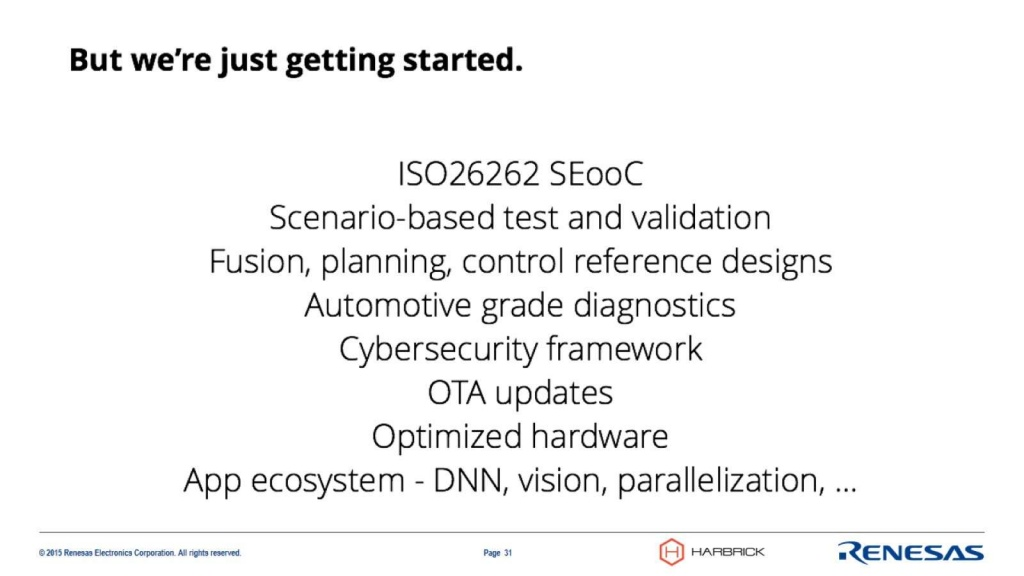 But we’re just getting started.
ISO26262 SEooC
Scenario-based test and validation
Fusion, planning, control reference designs
Automotive grade diagnostics
Cybersecurity framework
OTA updates
Optimized hardware
App ecosystem - DNN, vision, parallelization, ...
© 2015 Renesas Electronics Corporation. All rights reserved.
Page 31
HARBRICK
RENESAS